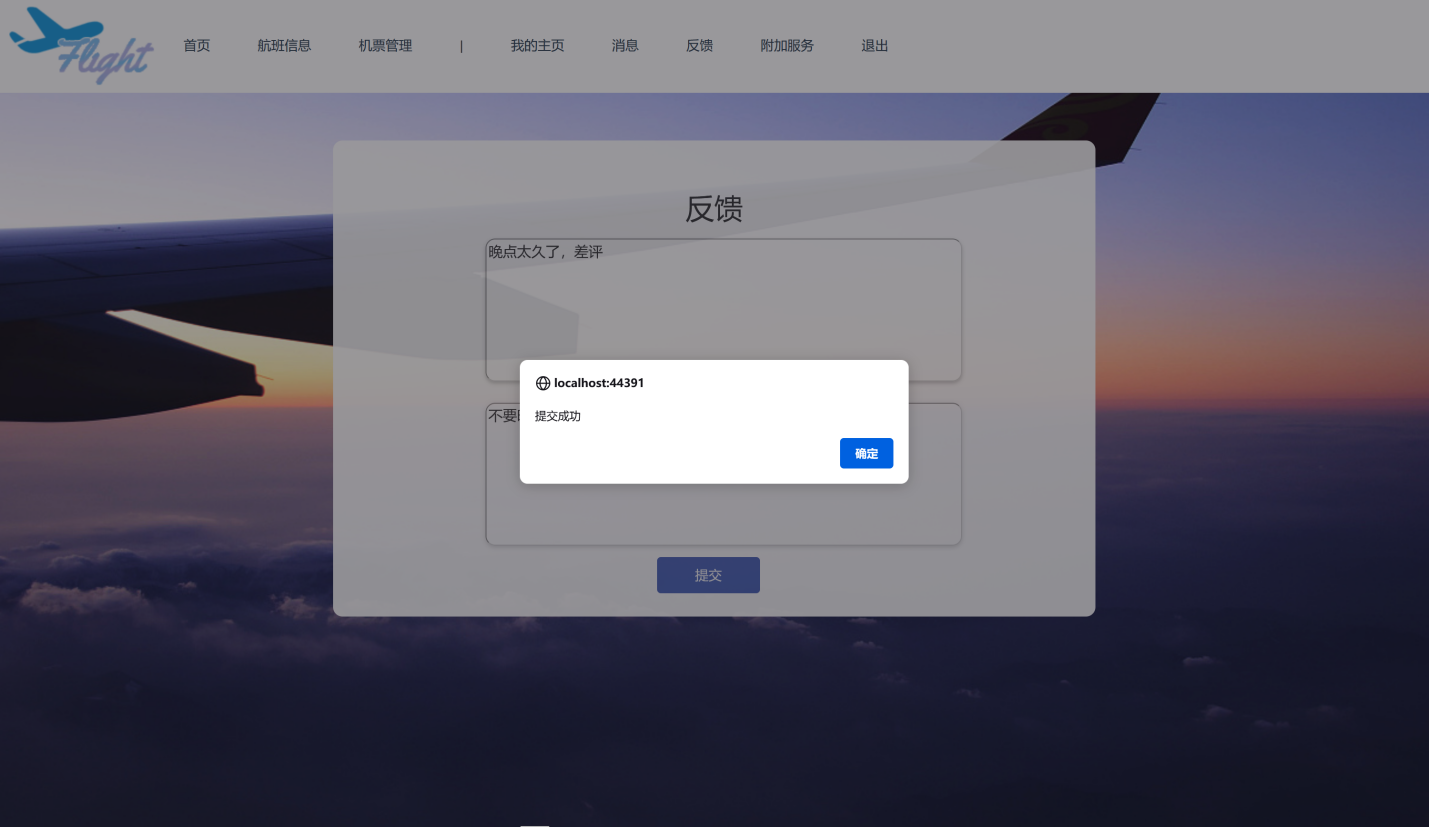 Flight
首页 航班信息 机票管理 | 我的主页 消息 反馈 附加服务 退出
反馈
晚点太久了，差评
localhost:44391
提交成功
确定
不要
提交